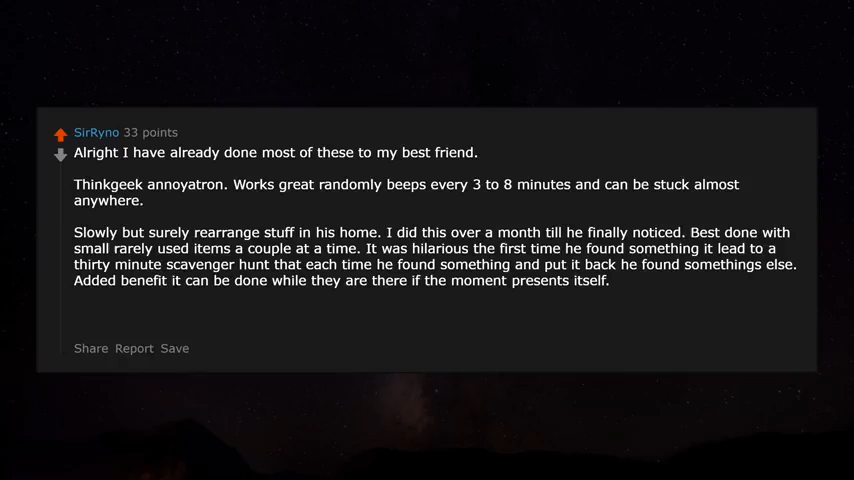 SirRyno 33 points
Alright I have already done most of these to my best friend.
Thinkgeek annoyatron. Works great randomly beeps every 3 to 8 minutes and can be stuck almost
anywhere.
Slowly but surely rearrange stuff in his home. I did this over a month till he finally noticed. Best done with
small rarely used items a couple at a time. It was hilarious the first time he found something it lead to a
thirty minute scavenger hunt that each time he found something and put it back he found somethings else.
Added benefit it can be done while they are there if the moment presents itself.
Share Report Save